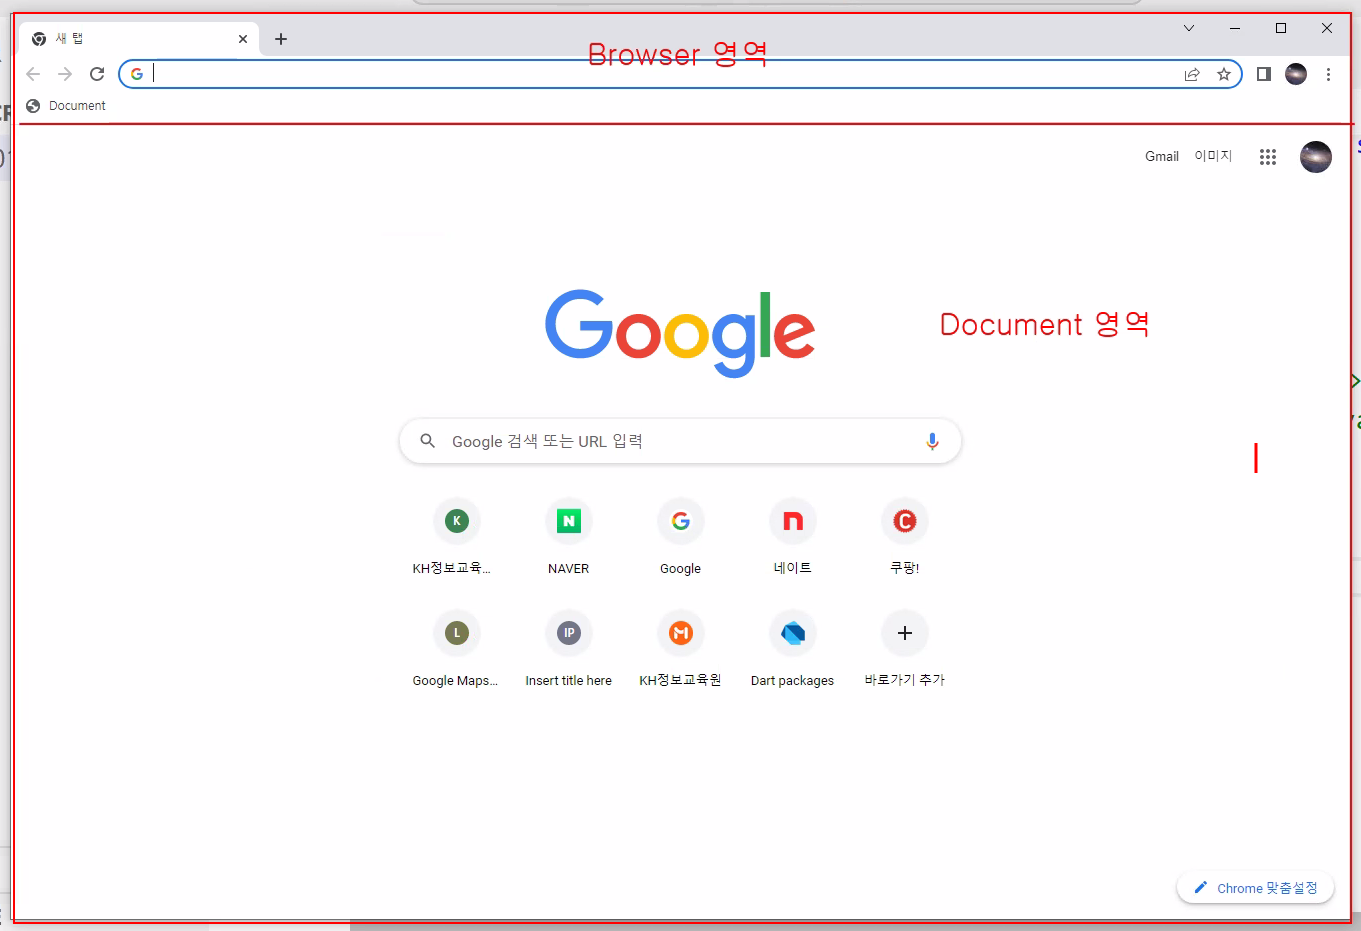 새 탭
Browser 영역
Document
Gmail 이미지
Google
Document 영역
Google 검색 또는 URL 입력
K N G n C
KH정보교육... NAVER Google 네이트 쿠팡!
L IP
Google Maps... Insert title here KH정보교육원 Dart packages 바로가기 추가
Chrome 맞춤설정